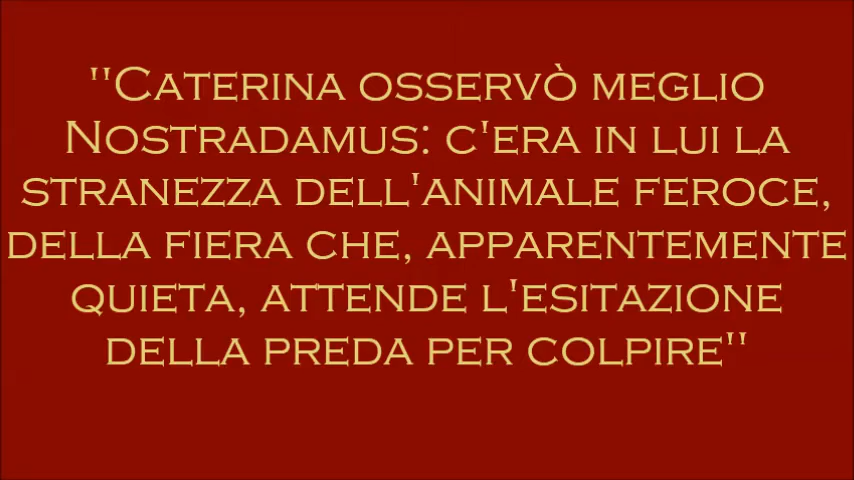 "Caterina osservò meglio
Nostradamus: c'era in lui la
stranezza dell'animale feroce,
della fiera che, apparentemente
quieta, attende l'esitazione
della preda per colpire"